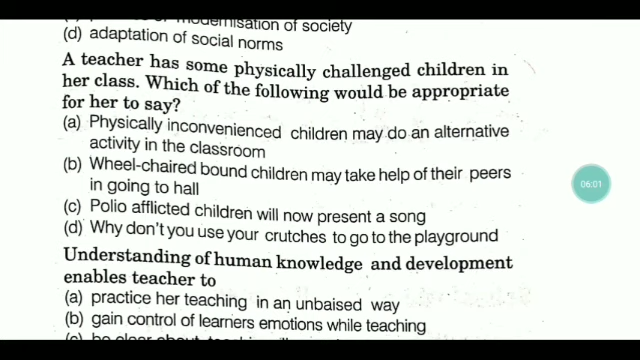 modernisation of society
(d) adaptation of social norms
A teacher has some physically challenged children in
her class. Which of the following would be appropriate
for her to say?
(a) Physically inconvenienced children may do an alternative
activity in the classroom
(b) Wheel-chaired bound children may take help of their peers
in going to hall
(c) Polio afflicted children will now present a song
(d) Why don't you use your crutches to go to the playground
Understanding of human knowledge and development
enables teacher to
(a) practice her teaching in an unbaised way
(b) gain control of learners emotions while teaching
06:01